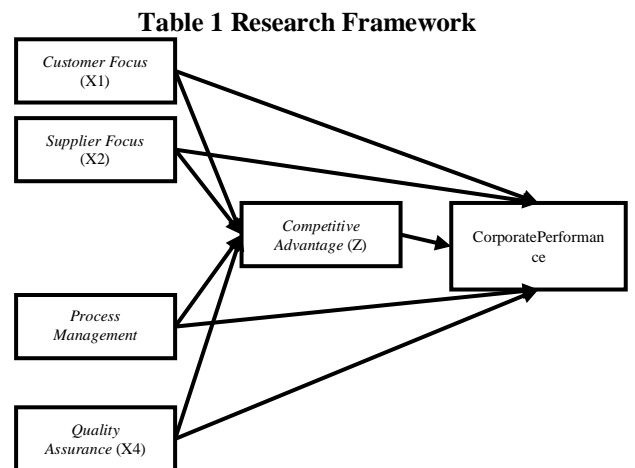 Table 1 Research Framework
Customer Focus
(X1)
Supplier Focus
(X2)
Competitive
Advantage (Z)
CorporatePerforman
ce
Process
Management
Quality
Assurance (X4)